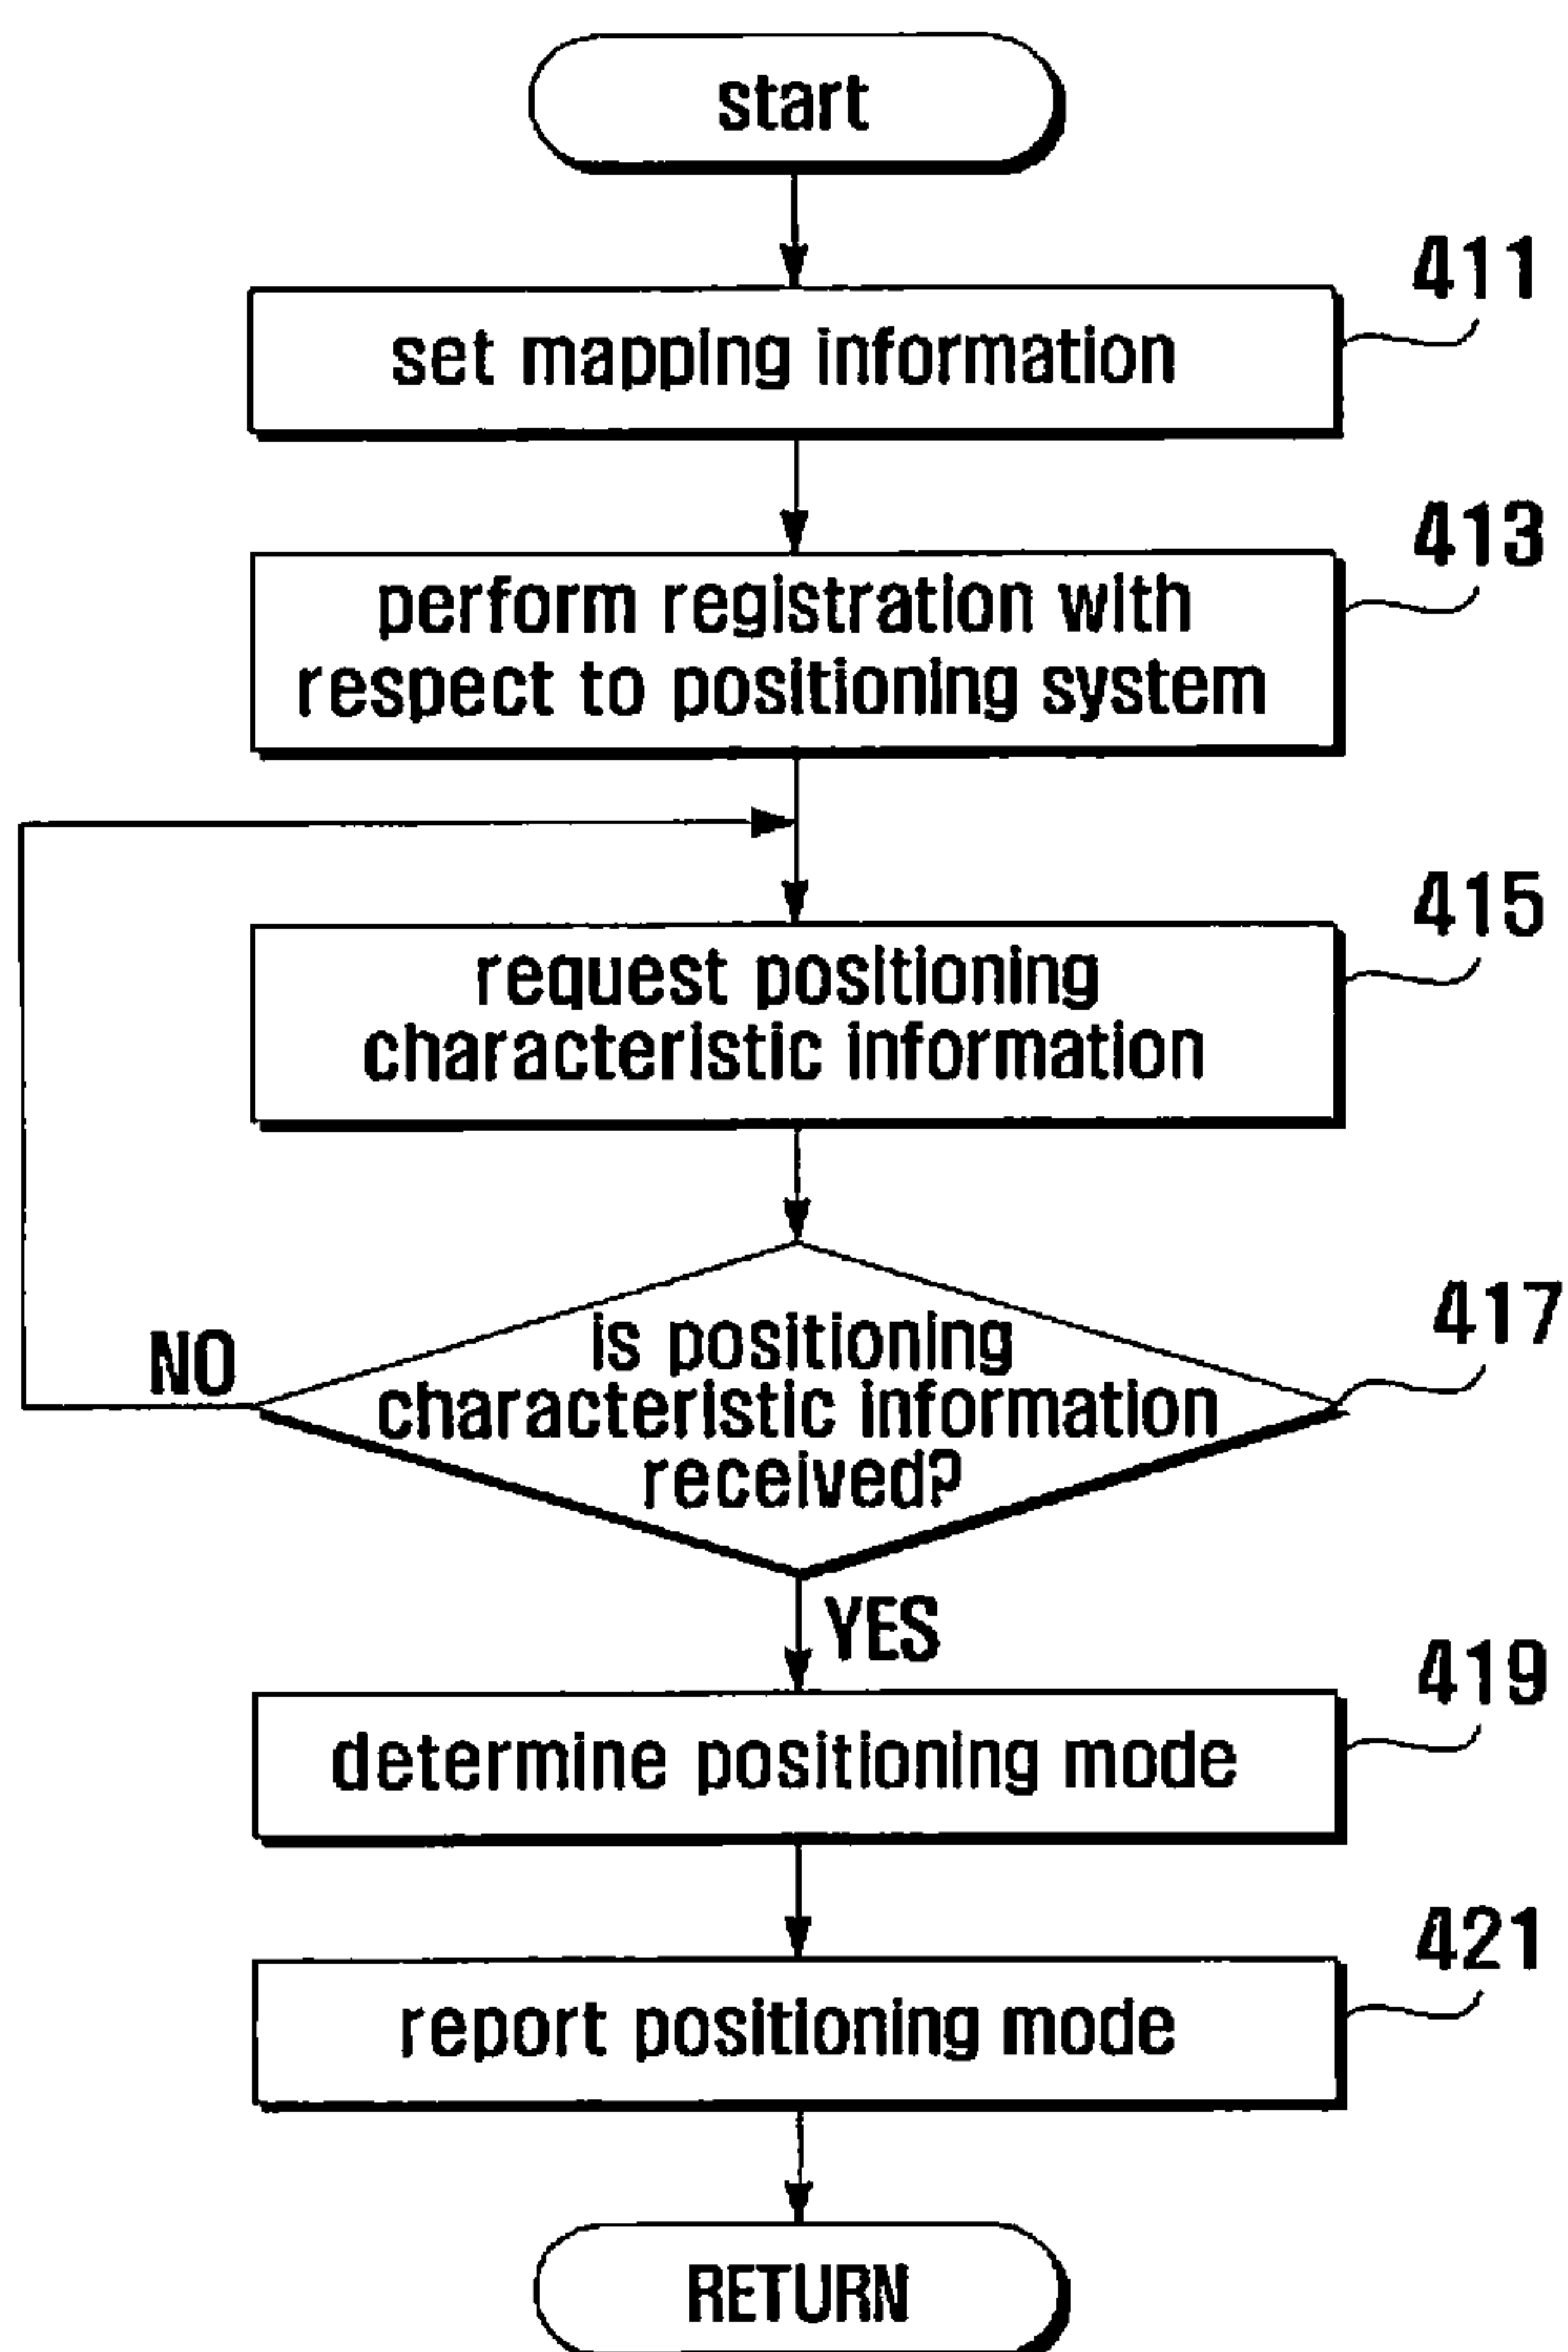 start
411
set mapping information
413
perform registration with
respect to positioning system
415
request positioning
characteristic information
417
is positioning
characteristic information
received?
NO
YES
419
determine positioning mode
421
report positioning mode
RETURN